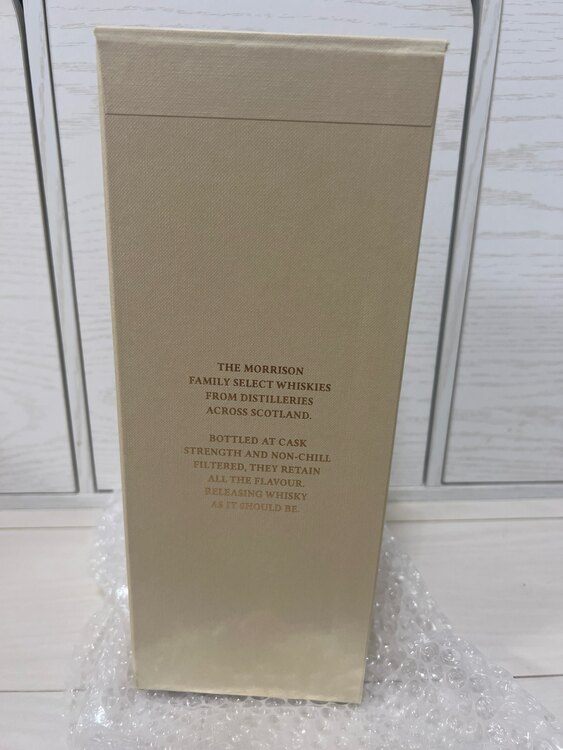 THE MORRISON
FAMILY SELECT WHISKIES
FROM DISTILLERIES
ACROSS SCOTLAND.
BOTTLED AT CASK
STRENGTH AND NON-CHILL
FILTERED, THEY RETAIN
ALL THE FLAVOUR.
RELEASING WHISKY
AS IT SHOULD BE.